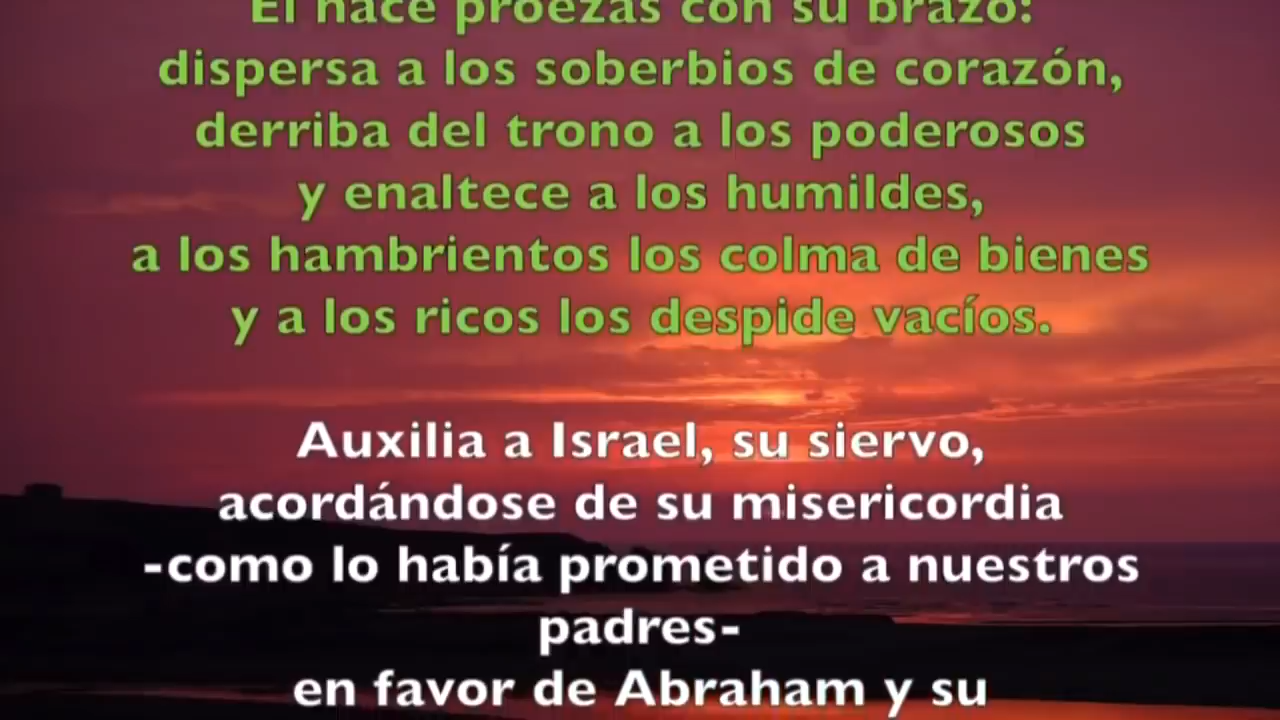 El hace proezas con su brazo:
dispersa a los soberbios de corazón,
derriba del trono a los poderosos
y enaltece a los humildes,
a los hambrientos los colma de bienes
y a los ricos los despide vacíos.
Auxilia a Israel, su siervo,
acordándose de su misericordia
-como lo había prometido a nuestros
padres-
en favor de Abraham y su